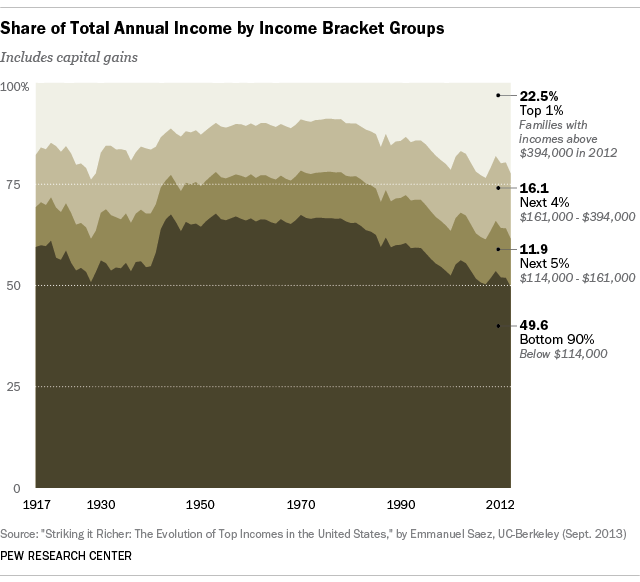 Share of Total Annual Income by Income Bracket Groups
Includes capital gains
100%
75
50
25
0
22.5%
Top 1%
Families with
incomes above
$394,000 in 2012
16.1
Next 4%
$161,000 - $394,000
11.9
Next 5%
$114,000 - $161,000
49.6
Bottom 90%
Below $114,000
1917 1930 1950 1970 1990 2012
Source: "Striking it Richer: The Evolution of Top Incomes in the United States," by Emmanuel Saez, UC-Berkeley (Sept. 2013)
PEW RESEARCH CENTER